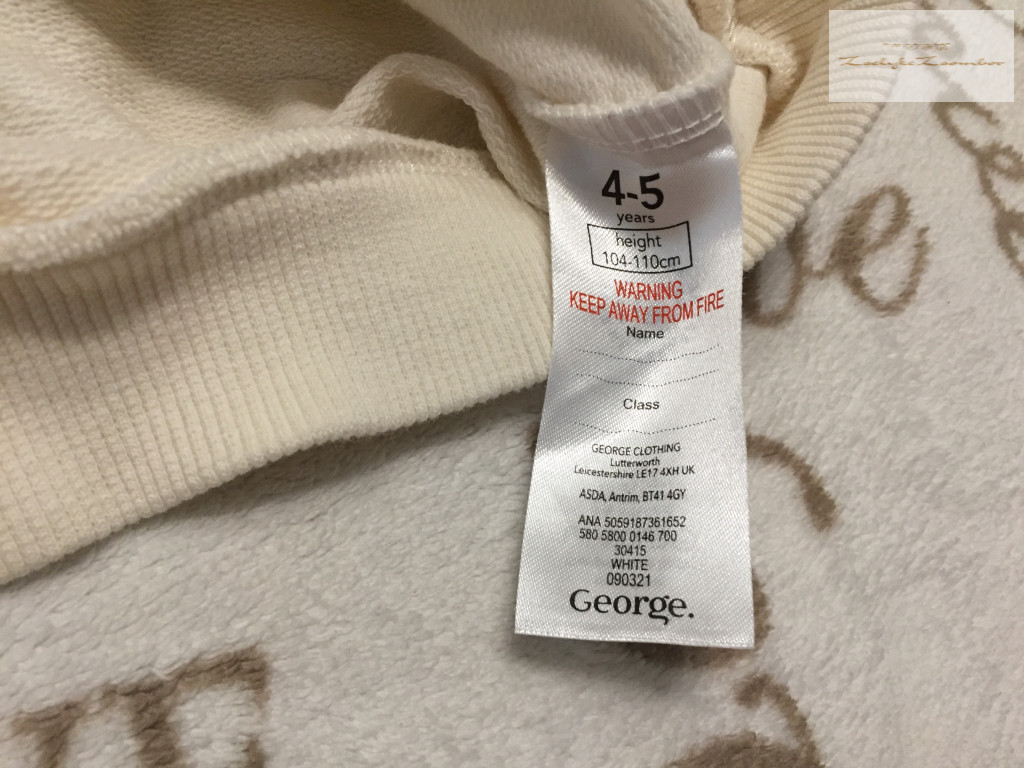 4-5
years
height
104-110cm
WARNING
KEEP AWAY FROM FIRE
Name
Class
GEORGE CLOTHING
Lutterworth
Leicestershire LE17 4XH UK
ASDA, Antrim, BT41 4GY
ANA 5059187361652
580 5800 0146 700
30415
WHITE
090321
George.